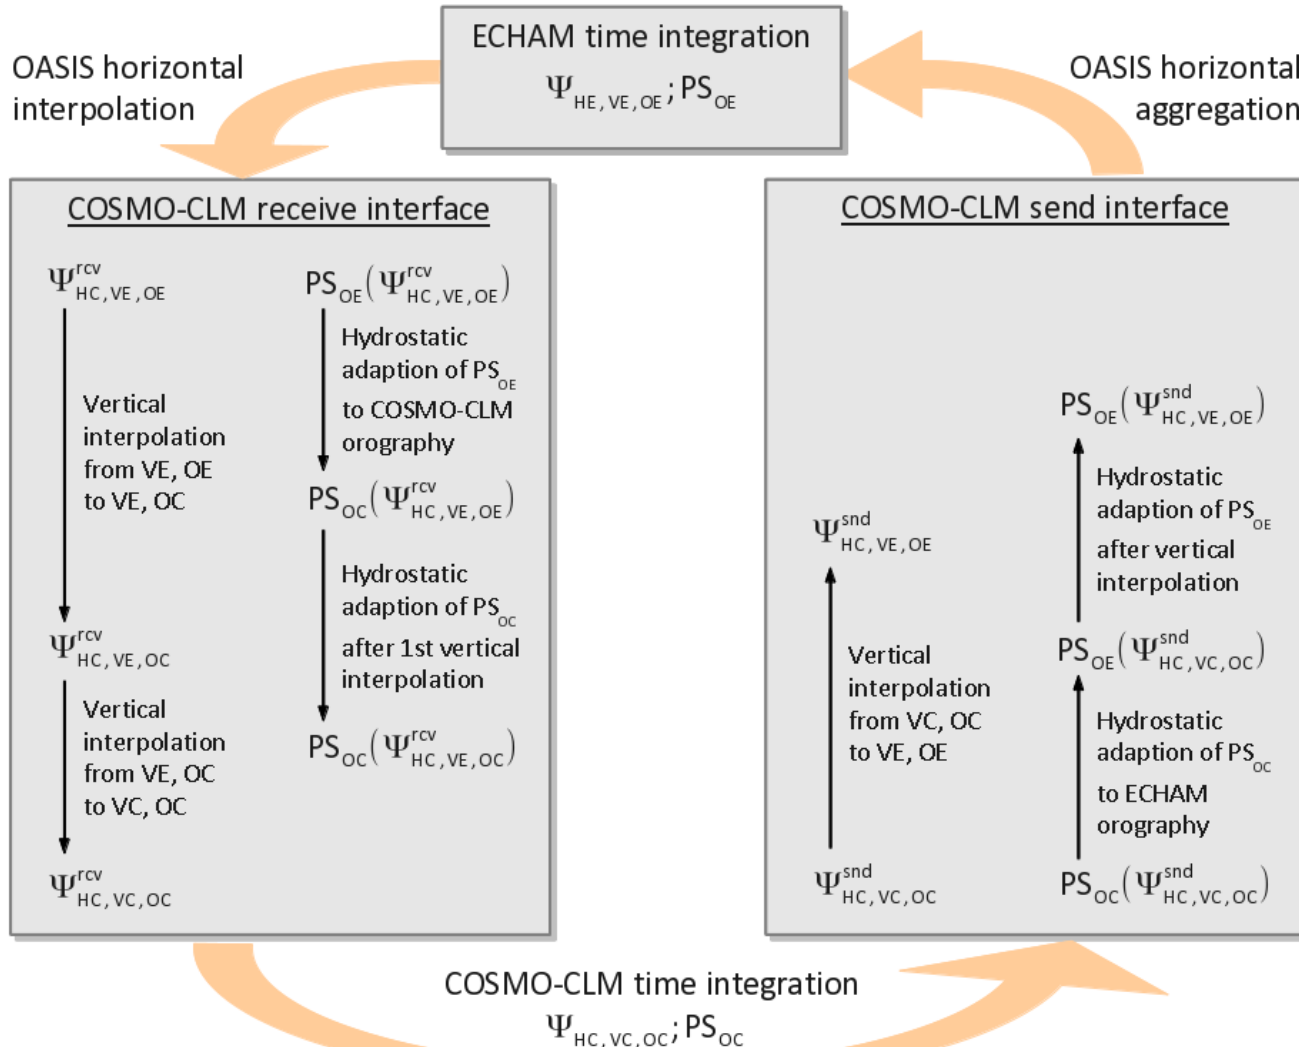 ECHAM time integration
Ψ HE, VE, OE; PS OE
OASIS horizontal
interpolation
OASIS horizontal
aggregation
COSMO-CLM receive interface
Ψ rcv HC, VE, OE
PS OE (Ψ rcv HC, VE, OE)
Hydrostatic
adaption of PS OE
to COSMO-CLM
orography
Vertical
interpolation
from VE, OE
to VE, OC
PS OC (Ψ rcv HC, VE, OE)
Hydrostatic
adaption of PS OC
after 1st vertical
interpolation
Ψ rcv HC, VE, OC
Vertical
interpolation
from VE, OC
to VC, OC
PS OC (Ψ rcv HC, VE, OC)
Ψ rcv HC, VC, OC
COSMO-CLM send interface
PS OE (Ψ snd HC, VE, OE)
Hydrostatic
adaption of PS OE
after vertical
interpolation
Ψ snd HC, VE, OE
PS OE (Ψ snd HC, VC, OC)
Vertical
interpolation
from VC, OC
to VE, OE
Hydrostatic
adaption of PS OC
to ECHAM
orography
Ψ snd HC, VC, OC
PS OC (Ψ snd HC, VC, OC)
COSMO-CLM time integration
Ψ HC, VC, OC; PS OC